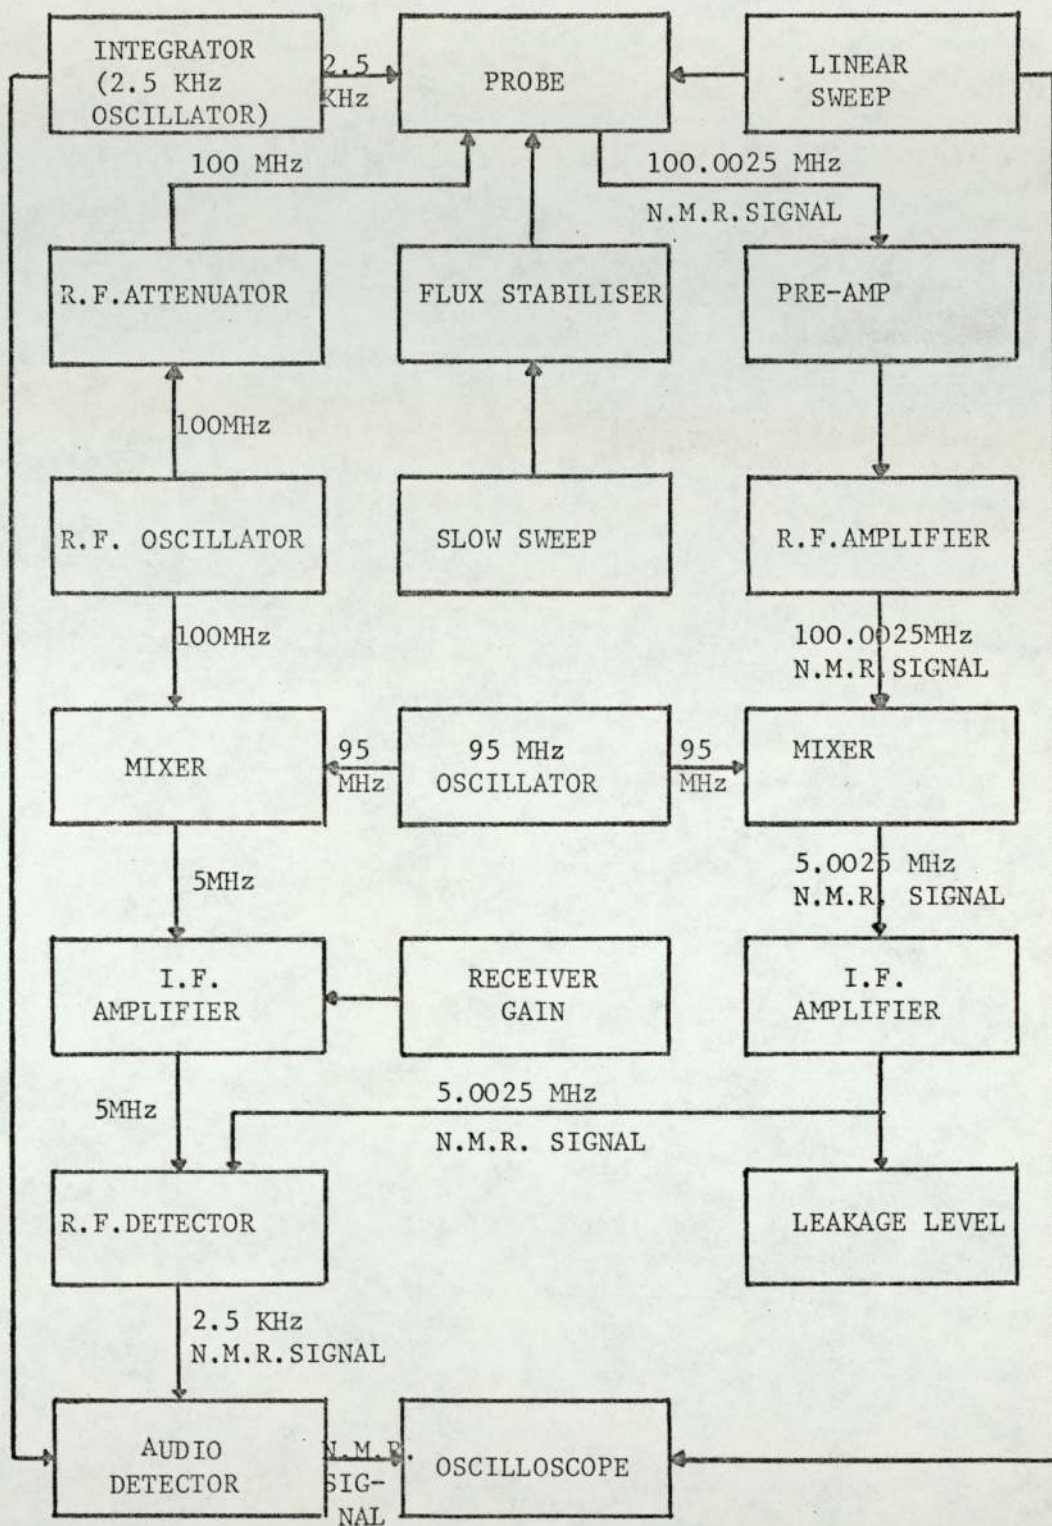 INTEGRATOR
(2.5 KHz
OSCILLATOR)
2.5
KHz
PROBE
LINEAR
SWEEP
100 MHz
100.0025 MHz
N.M.R.SIGNAL
R.F.ATTENUATOR
FLUX STABILISER
PRE-AMP
100MHz
R.F. OSCILLATOR
SLOW SWEEP
R.F.AMPLIFIER
100MHz
100.0025MHz
N.M.R.SIGNAL
MIXER
95
MHz
95 MHz
OSCILLATOR
95
MHz
MIXER
5MHz
5.0025 MHz
N.M.R. SIGNAL
I.F.
AMPLIFIER
RECEIVER
GAIN
I.F.
AMPLIFIER
5MHz
5.0025 MHz
N.M.R. SIGNAL
R.F.DETECTOR
LEAKAGE LEVEL
2.5 KHz
N.M.R.SIGNAL
AUDIO
DETECTOR
N.M.R.
SIG-
NAL
OSCILLOSCOPE